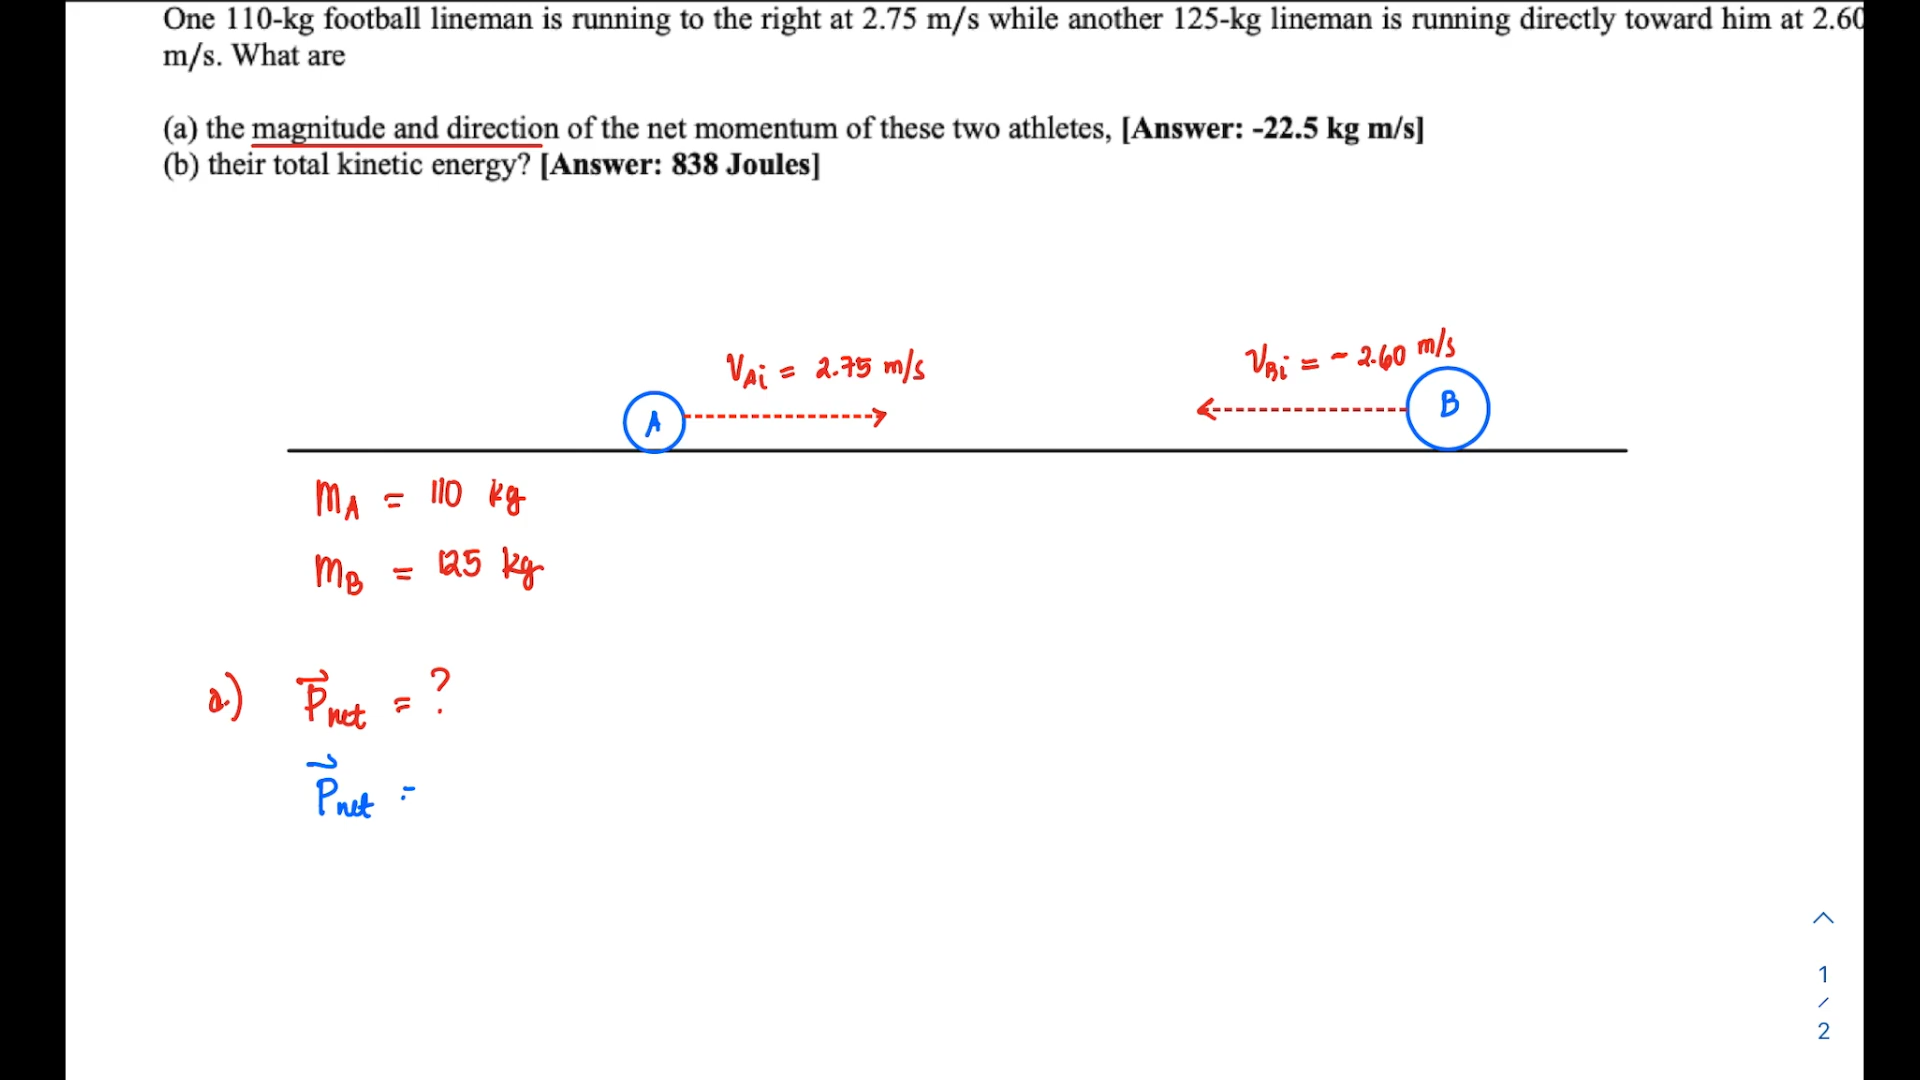 One 110-kg football lineman is running to the right at 2.75 m/s while another 125-kg lineman is running directly toward him at 2.60
m/s. What are
(a) the magnitude and direction of the net momentum of these two athletes, [Answer: -22.5 kg m/s]
(b) their total kinetic energy? [Answer: 838 Joules]
VAi = 2.75 m/s
VBi = - 2.60 m/s
A
B
mA = 110 kg
mB = 125 kg
a.) Pnet = ?
Pnet =
1
/
2